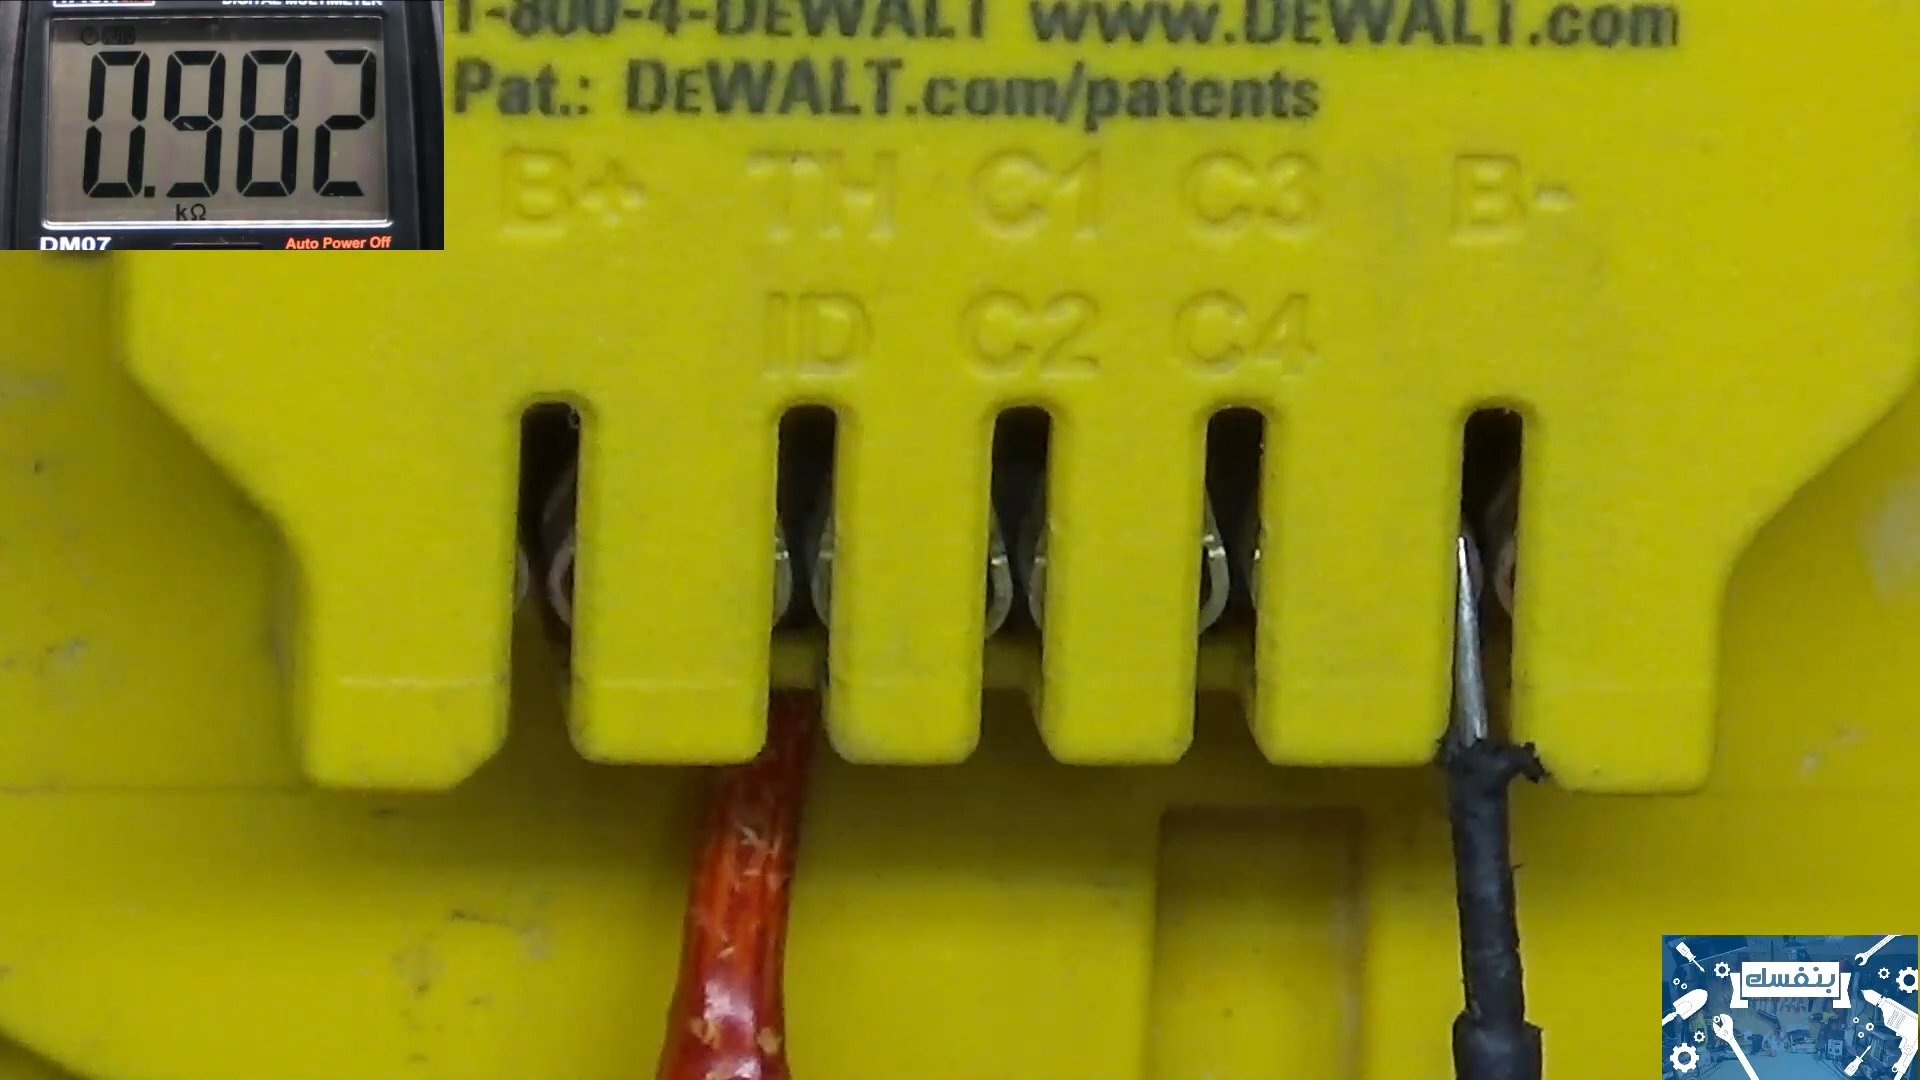 DIGITAL MULTIMETER
0.982
kΩ
DM07
Auto Power Off
1-800-4-DEWALT www.DEWALT.com
Pat.: DEWALT.com/patents
B+ TH C1 C3 B-
ID C2 C4
بنفسك